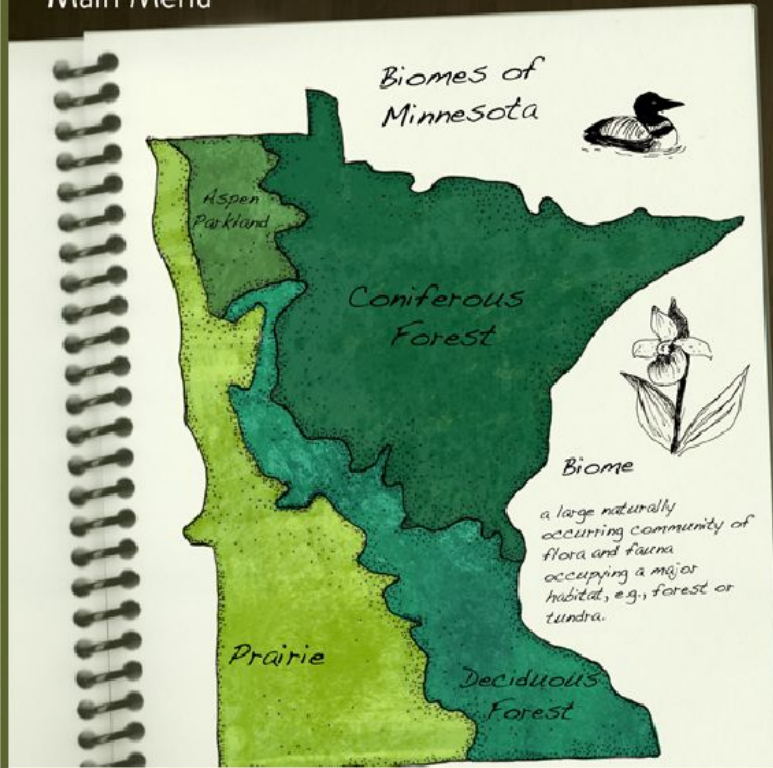 Main Menu
Biomes of
Minnesota
Aspen
Parkland
Coniferous
Forest
Biome
a large naturally
occurring community of
flora and fauna
occupying a major
habitat, e.g., forest or
tundra.
Prairie
Deciduous
Forest